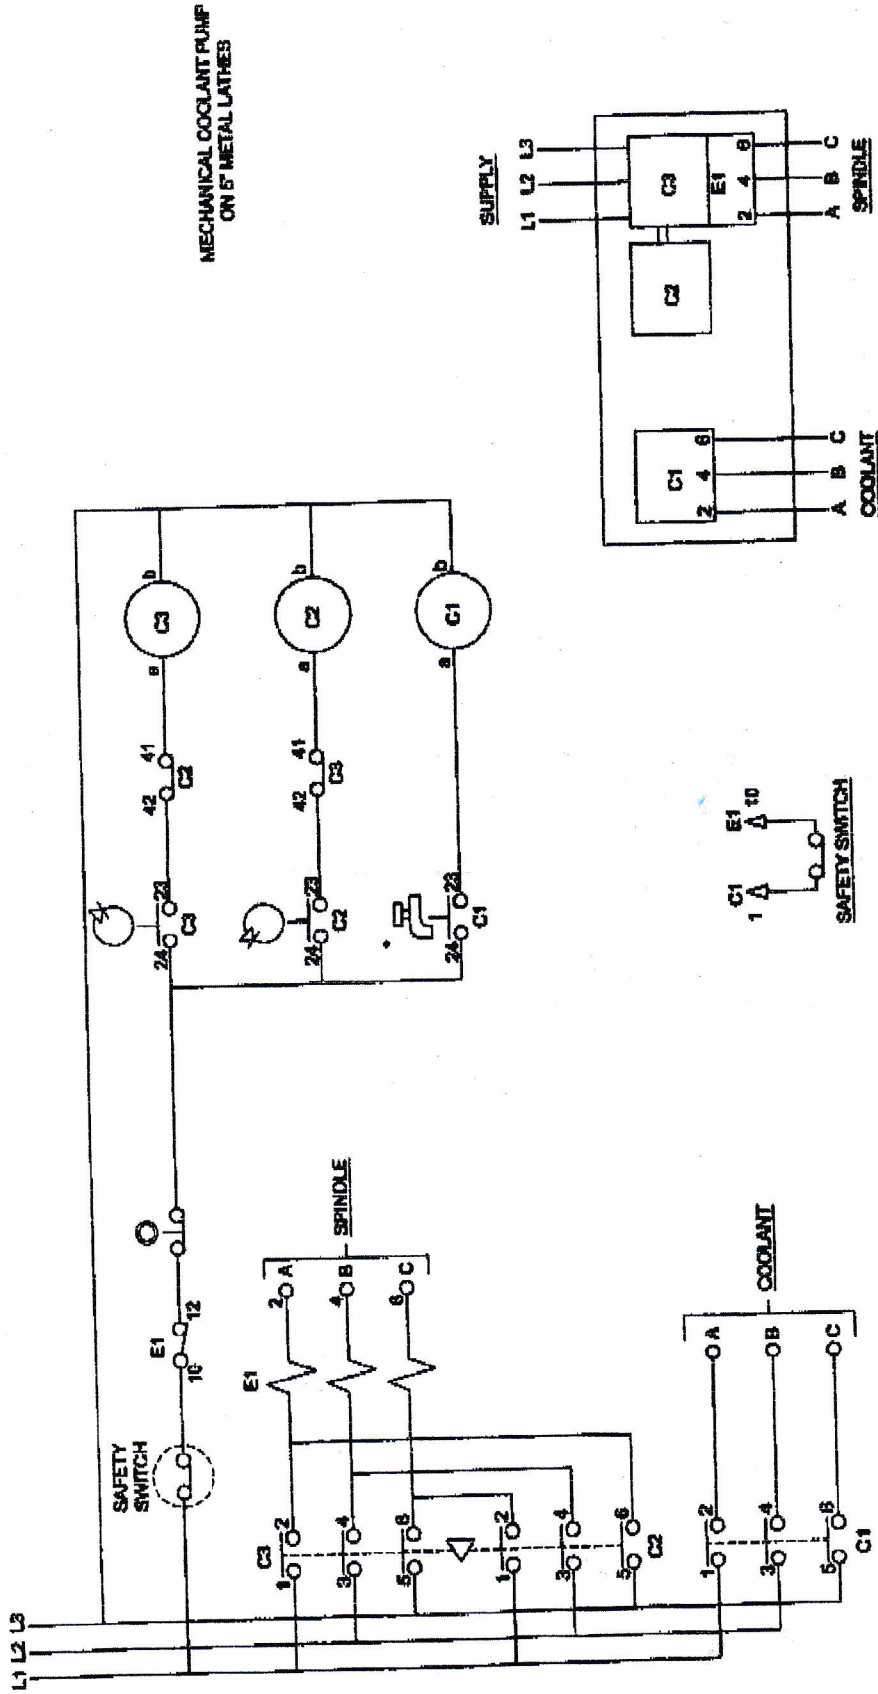 MECHANICAL COOLANT PUMP
ON 5" METAL LATHES
L1 L2 L3
SAFETY
SWITCH
10 E1 12
24 C3 23
42 C2 41
a C3 b
24 C2 23
42 C3 41
a C2 b
24 C1 23
a C1 b
C3
1 2
3 4
5 6
E1
2 A
4 B
6 C
SPINDLE
1 2
3 4
5 6
C2
1 2
3 4
5 6
C1
A
B
C
COOLANT
C1 E1
1 10
SAFETY SWITCH
SUPPLY
L1 L2 L3
C1
2 4 6
A B C
COOLANT
C2
C3
E1
2 4 6
A B C
SPINDLE